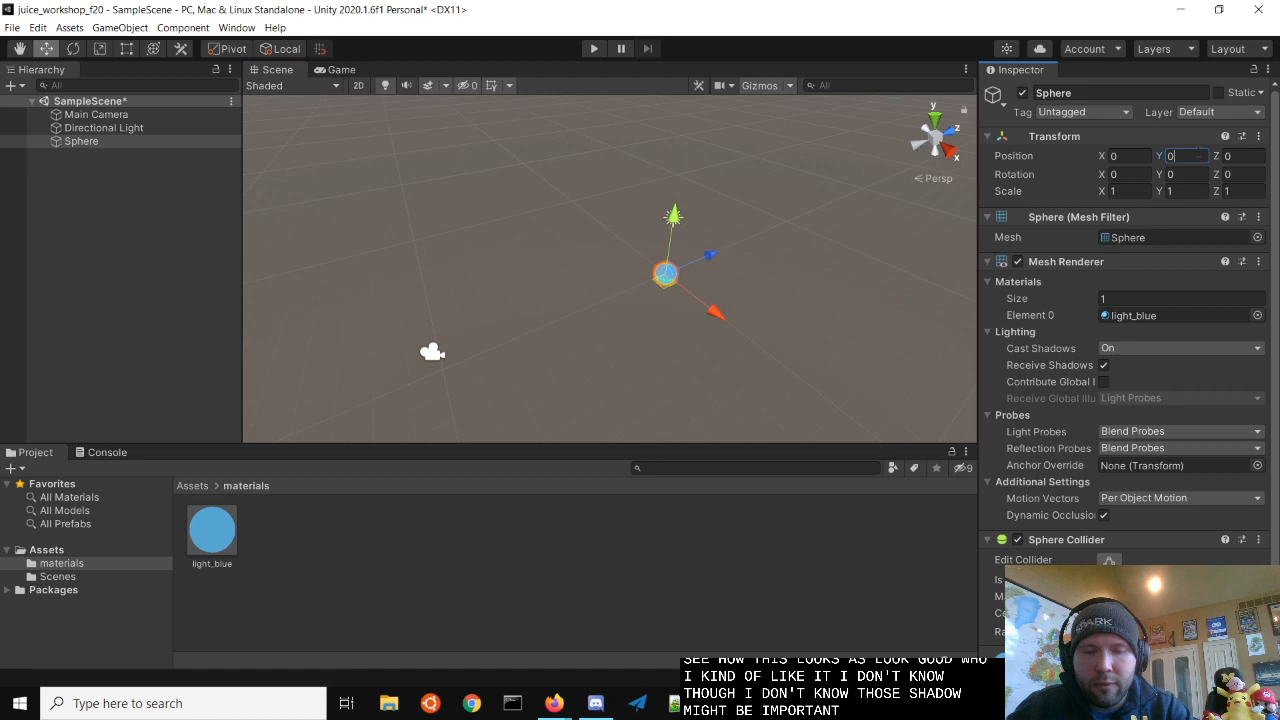 juice_workshop_f20 - SampleScene - PC, Mac & Linux Standalone - Unity 2020.1.6f1 Personal* <DX11>
File Edit Assets GameObject Component Window Help
Pivot Local Account Layers Layout
Hierarchy Scene Game Inspector
All Shaded 2D 0 Gizmos All Sphere Static
SampleScene*
Main Camera
Directional Light
Sphere
y
z
x
Persp
Tag Untagged Layer Default
Transform
Position X 0 Y 0 Z 0
Rotation X 0 Y 0 Z 0
Scale X 1 Y 1 Z 1
Sphere (Mesh Filter)
Mesh Sphere
Mesh Renderer
Materials
Size 1
Element 0 light_blue
Lighting
Cast Shadows On
Receive Shadows
Contribute Global I
Receive Global Illu Light Probes
Probes
Light Probes Blend Probes
Reflection Probes Blend Probes
Anchor Override None (Transform)
Additional Settings
Motion Vectors Per Object Motion
Dynamic Occlusio
Sphere Collider
Edit Collider
Is
Project Console
9
Favorites
All Materials
All Models
All Prefabs
Assets
materials
Scenes
Packages
Assets > materials
light_blue
SEE HOW THIS LOOKS AS LOOK GOOD WHO
I KIND OF LIKE IT I DON'T KNOW
THOUGH I DON'T KNOW THOSE SHADOW
MIGHT BE IMPORTANT
Type here to search